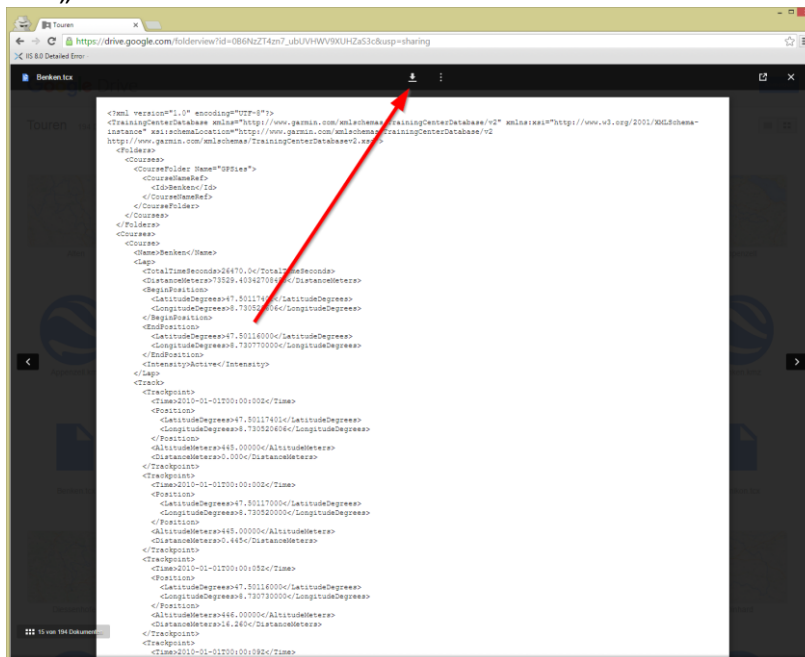 „
Touren
https://drive.google.com/folderview?id=0B6NzZT4zn7_ubUVHWV9XUHZaS3c&usp=sharing
IIS 8.0 Detailed Error
Benken.tcx
Touren
<?xml version="1.0" encoding="UTF-8"?>
<TrainingCenterDatabase xmlns="http://www.garmin.com/xmlschemas/TrainingCenterDatabase/v2" xmlns:xsi="http://www.w3.org/2001/XMLSchema-
instance" xsi:schemaLocation="http://www.garmin.com/xmlschemas/TrainingCenterDatabase/v2
http://www.garmin.com/xmlschemas/TrainingCenterDatabasev2.xsd">
<Folders>
<Courses>
<CourseFolder Name="GPSies">
<CourseNameRef>
<Id>Benken</Id>
</CourseNameRef>
</CourseFolder>
</Courses>
</Folders>
<Courses>
<Course>
<Name>Benken</Name>
<Lap>
<TotalTimeSeconds>26470.0</TotalTimeSeconds>
<DistanceMeters>73529.40342708</DistanceMeters>
<BeginPosition>
<LatitudeDegrees>47.50117401</LatitudeDegrees>
<LongitudeDegrees>8.730520606</LongitudeDegrees>
</BeginPosition>
<EndPosition>
<LatitudeDegrees>47.50116000</LatitudeDegrees>
<LongitudeDegrees>8.730770000</LongitudeDegrees>
</EndPosition>
<Intensity>Active</Intensity>
</Lap>
<Track>
<Trackpoint>
<Time>2010-01-01T00:00:00Z</Time>
<Position>
<LatitudeDegrees>47.50117401</LatitudeDegrees>
<LongitudeDegrees>8.730520606</LongitudeDegrees>
</Position>
<AltitudeMeters>445.00000</AltitudeMeters>
<DistanceMeters>0.000</DistanceMeters>
</Trackpoint>
<Trackpoint>
<Time>2010-01-01T00:00:00Z</Time>
<Position>
<LatitudeDegrees>47.50117000</LatitudeDegrees>
<LongitudeDegrees>8.730520000</LongitudeDegrees>
</Position>
<AltitudeMeters>445.00000</AltitudeMeters>
<DistanceMeters>0.445</DistanceMeters>
</Trackpoint>
<Trackpoint>
<Time>2010-01-01T00:00:05Z</Time>
<Position>
<LatitudeDegrees>47.50116000</LatitudeDegrees>
<LongitudeDegrees>8.730730000</LongitudeDegrees>
</Position>
<AltitudeMeters>446.00000</AltitudeMeters>
<DistanceMeters>16.260</DistanceMeters>
</Trackpoint>
<Trackpoint>
<Time>2010-01-01T00:00:09Z</Time>
15 von 194 Dokumenten